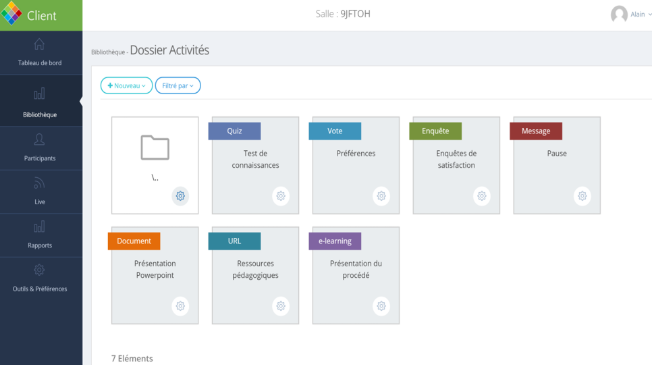 Client
Salle : 9JFTOH
Alain
Tableau de bord
Bibliothèque
Participants
Live
Rapports
Outils & Préférences
Bibliothèque - Dossier Activités
+ Nouveau
Filtré par
\..
Quiz
Test de
connaissances
Vote
Préférences
Enquête
Enquêtes de
satisfaction
Message
Pause
Document
Présentation
Powerpoint
URL
Ressources
pédagogiques
e-learning
Présentation du
procédé
7 Eléments